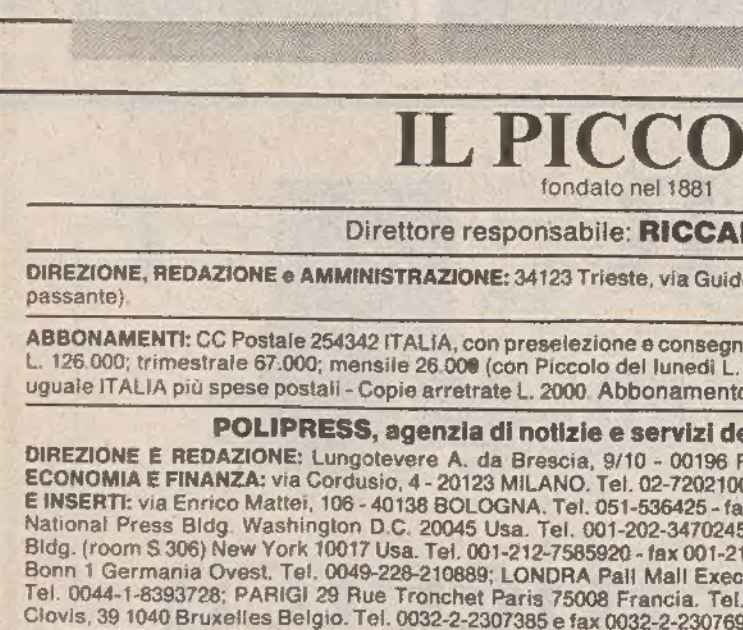 IL PICCO
fondato nel 1881
Direttore responsabile: RICCA
DIREZIONE, REDAZIONE e AMMINISTRAZIONE: 34123 Trieste, via Guid
passante).
ABBONAMENTI: CC Postale 254342 ITALIA, con preselezione e consegn
L. 126.000; trimestrale 67.000; mensile 26.000 (con Piccolo del lunedì L.
uguale ITALIA più spese postali - Copie arretrate L. 2000. Abbonamento
POLIPRESS, agenzia di notizie e servizi de
DIREZIONE E REDAZIONE: Lungotevere A. da Brescia, 9/10 - 00196
ECONOMIA E FINANZA: via Cordusio, 4 - 20123 MILANO. Tel. 02-7202100
E INSERTI: via Enrico Mattei, 106 - 40138 BOLOGNA. Tel. 051-536425 - fa
National Press Bldg. Washington D.C. 20045 Usa. Tel. 001-202-3470245
Bldg. (room S.306) New York 10017 Usa. Tel. 001-212-7585920 - fax 001-21
Bonn 1 Germania Ovest. Tel. 0049-228-210889; LONDRA Pall Mall Exec
Tel. 0044-1-8393728; PARIGI 29 Rue Tronchet Paris 75008 Francia. Tel.
Clovis, 39 1040 Bruxelles Belgio. Tel. 0032-2-2307385 e fax 0032-2-230769